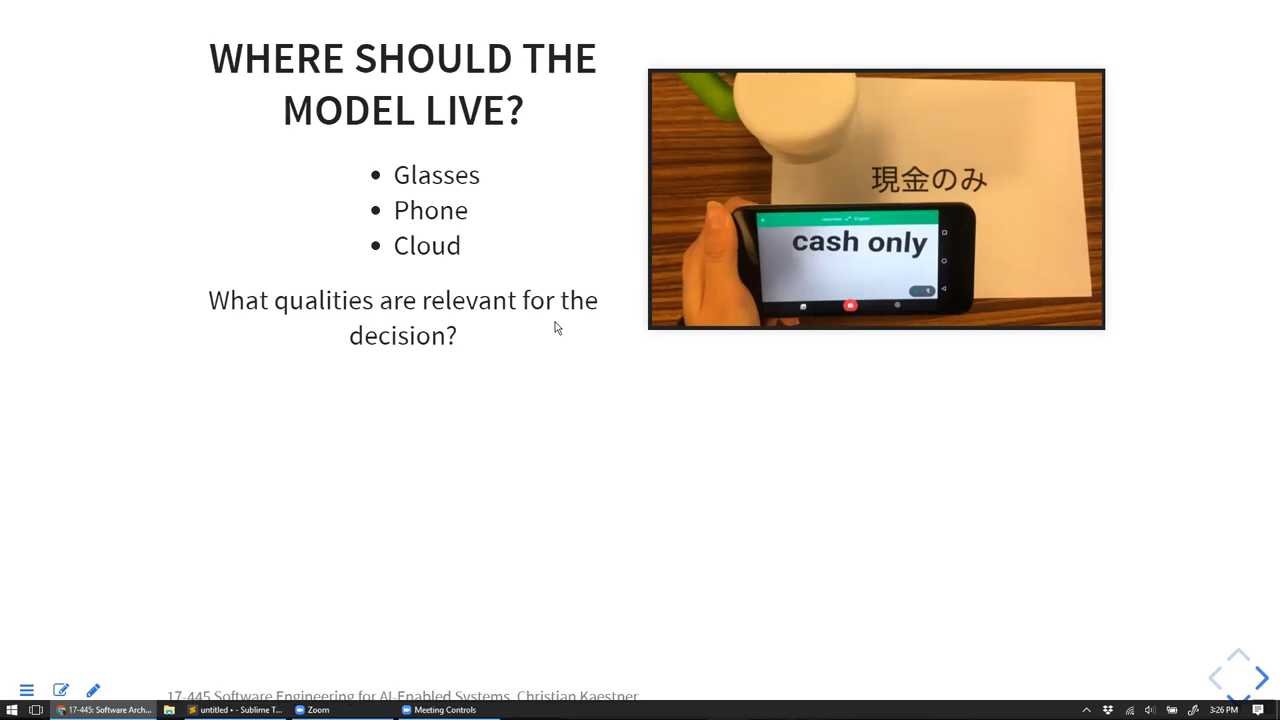 WHERE SHOULD THE
MODEL LIVE?
Glasses
Phone
Cloud
What qualities are relevant for the
decision?
現金のみ
Japanese
English
cash only
17-445 Software Engineering for AI-Enabled Systems, Christian Kaestner
17-445: Software Arch...
untitled • - Sublime T...
Zoom
Meeting Controls
3:26 PM